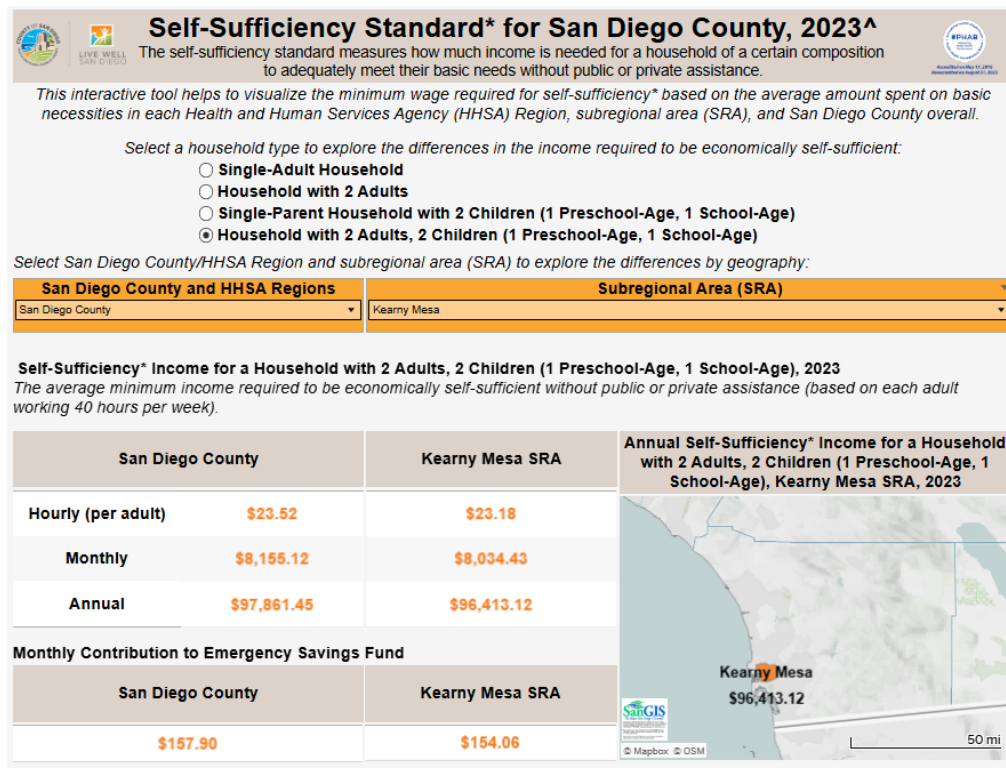 COUNTY OF SAN DIEGO
LIVE WELL
SAN DIEGO
Self-Sufficiency Standard* for San Diego County, 2023^
The self-sufficiency standard measures how much income is needed for a household of a certain composition
to adequately meet their basic needs without public or private assistance.
PHAB
This interactive tool helps to visualize the minimum wage required for self-sufficiency* based on the average amount spent on basic
necessities in each Health and Human Services Agency (HHSA) Region, subregional area (SRA), and San Diego County overall.
Select a household type to explore the differences in the income required to be economically self-sufficient:
Single-Adult Household
Household with 2 Adults
Single-Parent Household with 2 Children (1 Preschool-Age, 1 School-Age)
Household with 2 Adults, 2 Children (1 Preschool-Age, 1 School-Age)
Select San Diego County/HHSA Region and subregional area (SRA) to explore the differences by geography:
San Diego County and HHSA Regions
Subregional Area (SRA)
San Diego County
Kearny Mesa
Self-Sufficiency* Income for a Household with 2 Adults, 2 Children (1 Preschool-Age, 1 School-Age), 2023
The average minimum income required to be economically self-sufficient without public or private assistance (based on each adult
working 40 hours per week).
San Diego County
Kearny Mesa SRA
Hourly (per adult) $23.52 $23.18
Monthly $8,155.12 $8,034.43
Annual $97,861.45 $96,413.12
Monthly Contribution to Emergency Savings Fund
San Diego County
Kearny Mesa SRA
$157.90 $154.06
Annual Self-Sufficiency* Income for a Household
with 2 Adults, 2 Children (1 Preschool-Age, 1
School-Age), Kearny Mesa SRA, 2023
Kearny Mesa
$96,413.12
SanGIS
50 mi
© Mapbox © OSM